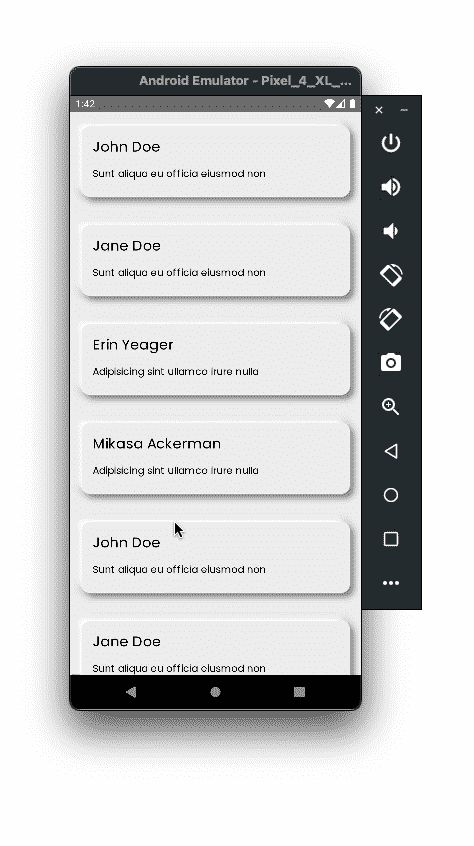 Android Emulator - Pixel_4_XL_...
1:42
John Doe
Sunt aliqua eu officia eiusmod non
Jane Doe
Sunt aliqua eu officia eiusmod non
Erin Yeager
Adipisicing sint ullamco irure nulla
Mikasa Ackerman
Adipisicing sint ullamco irure nulla
John Doe
Sunt aliqua eu officia eiusmod non
Jane Doe
Sunt aliqua eu officia eiusmod non